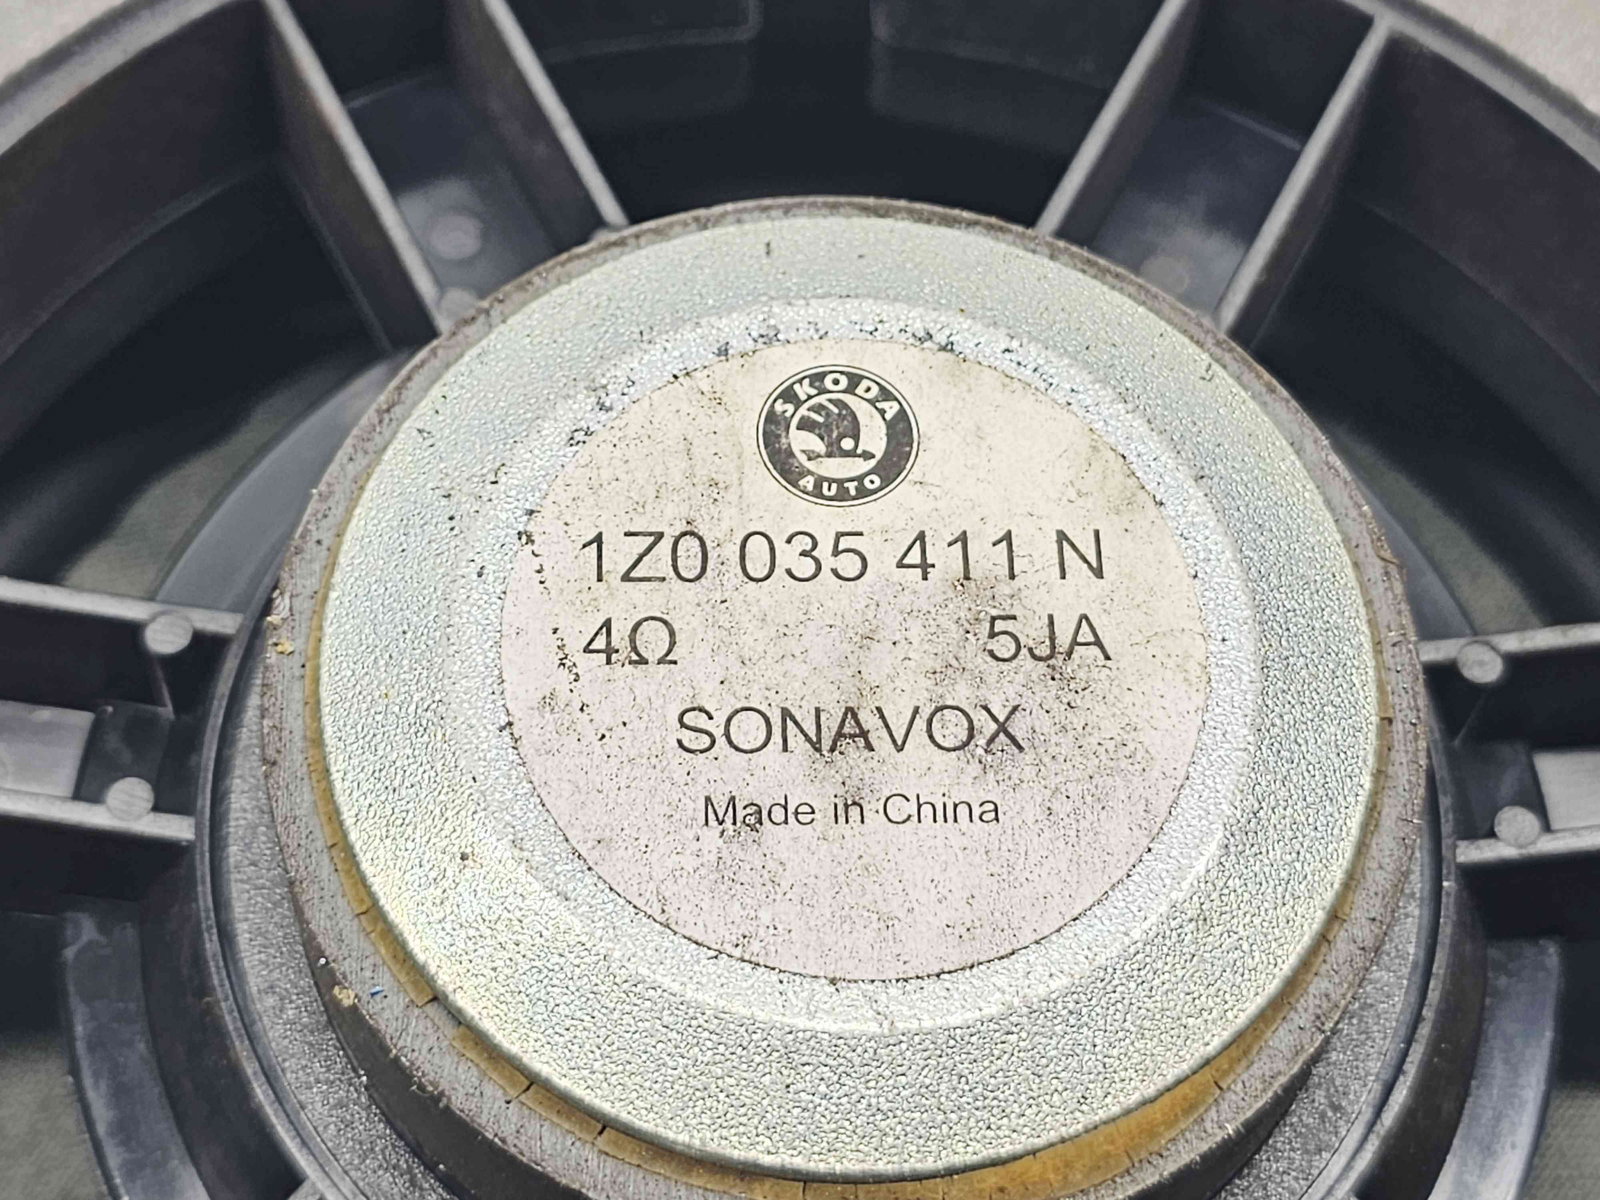 SKODA
AUTO
1Z0 035 411 N
4Ω 5JA
SONAVOX
Made in China